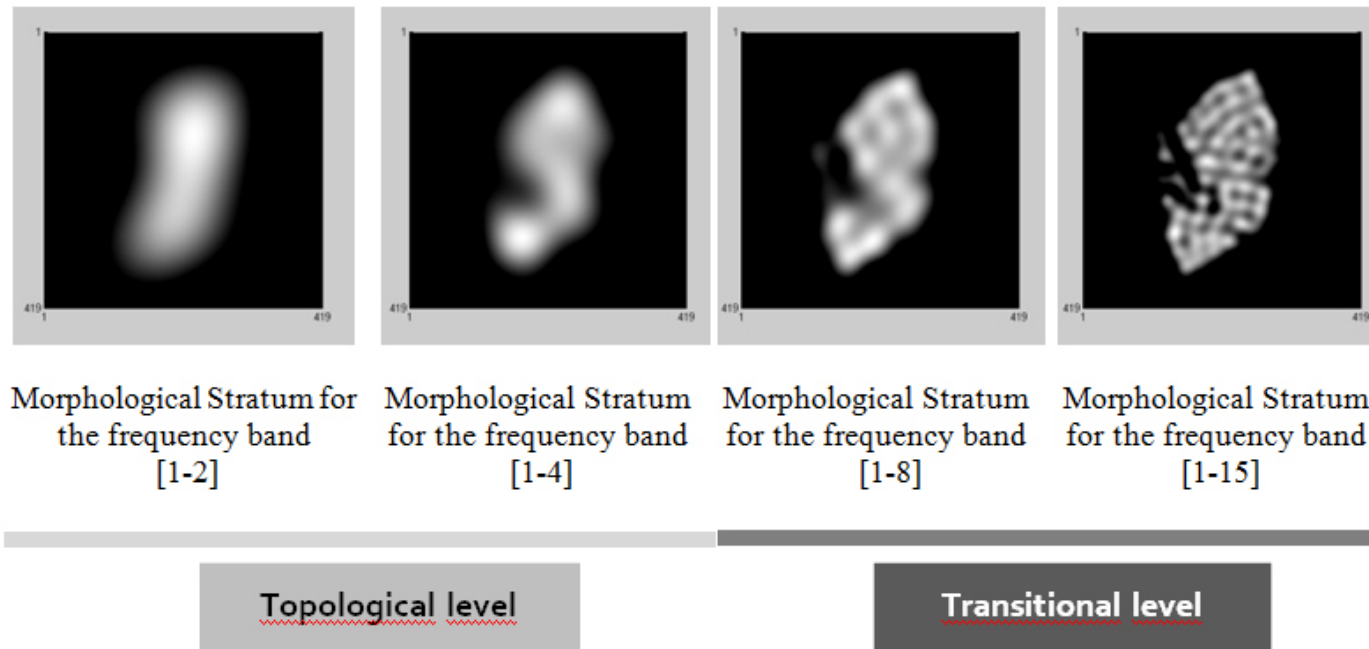 1
1
1
1
419
419
419
419
1
419
1
419
1
419
1
419
Morphological Stratum for
the frequency band
[1-2]
Morphological Stratum
for the frequency band
[1-4]
Morphological Stratum
for the frequency band
[1-8]
Morphological Stratum
for the frequency band
[1-15]
Topological level
Transitional level